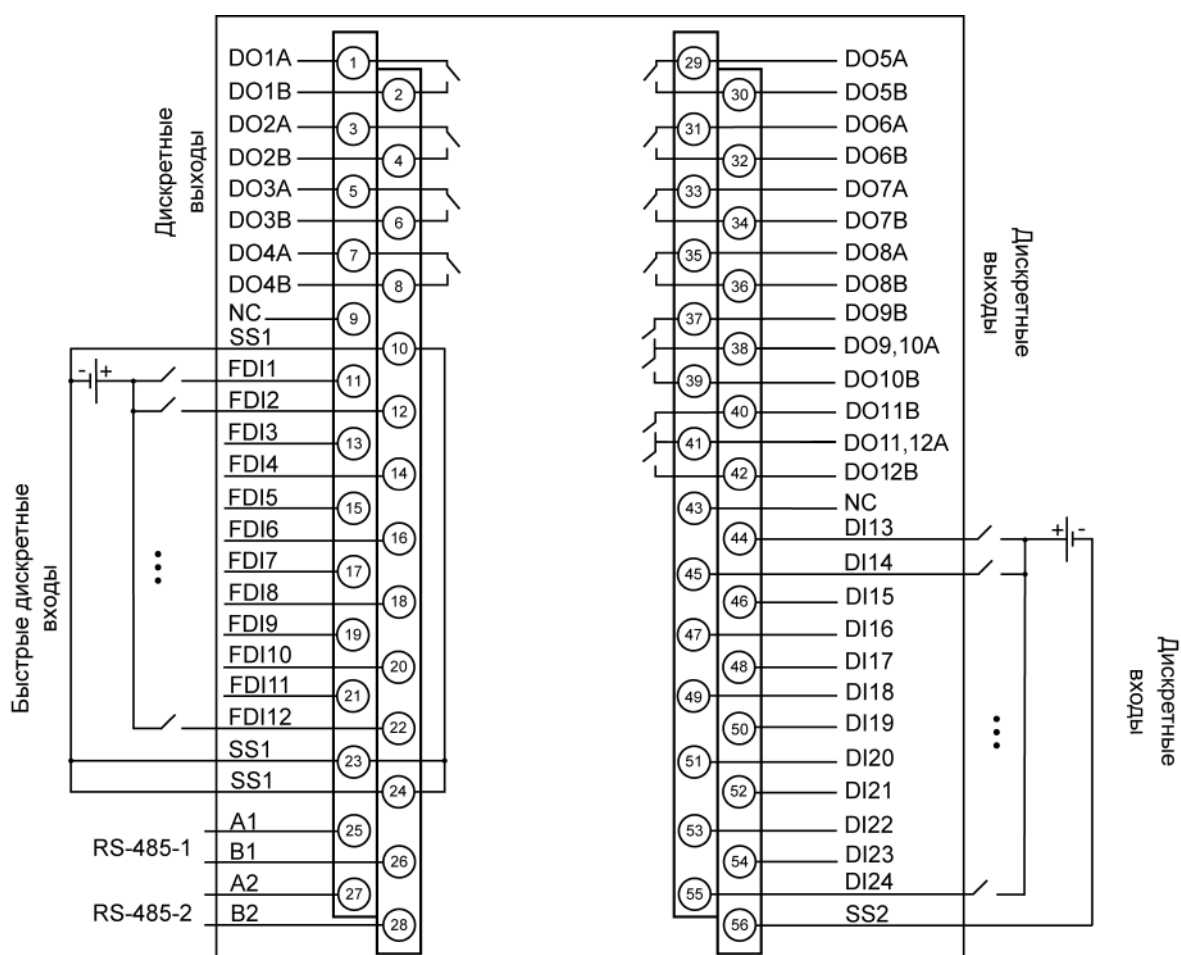 Дискретные
выходы
DO1A 1
DO1B 2
DO2A 3
DO2B 4
DO3A 5
DO3B 6
DO4A 7
DO4B 8
NC 9
SS1 10
- +
FDI1 11
FDI2 12
FDI3 13
FDI4 14
FDI5 15
FDI6 16
FDI7 17
FDI8 18
FDI9 19
FDI10 20
FDI11 21
FDI12 22
SS1 23
SS1 24
Быстрые дискретные
входы
RS-485-1
A1 25
B1 26
RS-485-2
A2 27
B2 28
29 DO5A
30 DO5B
31 DO6A
32 DO6B
33 DO7A
34 DO7B
35 DO8A
36 DO8B
37 DO9B
38 DO9,10A
39 DO10B
40 DO11B
41 DO11,12A
42 DO12B
Дискретные
выходы
43 NC
44 DI13
+ -
45 DI14
46 DI15
47 DI16
48 DI17
49 DI18
50 DI19
51 DI20
52 DI21
53 DI22
54 DI23
55 DI24
56 SS2
Дискретные
входы